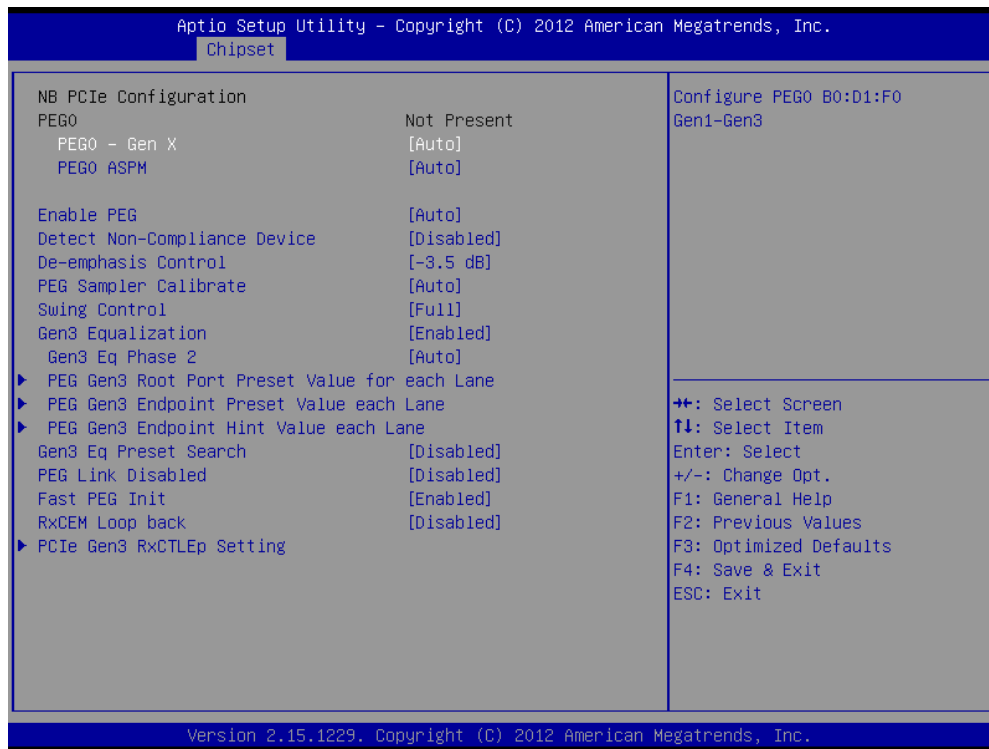 Aptio Setup Utility – Copyright (C) 2012 American Megatrends, Inc.
Chipset
NB PCIe Configuration
PEG0 Not Present
PEG0 – Gen X [Auto]
PEG0 ASPM [Auto]
Enable PEG [Auto]
Detect Non-Compliance Device [Disabled]
De-emphasis Control [-3.5 dB]
PEG Sampler Calibrate [Auto]
Swing Control [Full]
Gen3 Equalization [Enabled]
Gen3 Eq Phase 2 [Auto]
PEG Gen3 Root Port Preset Value for each Lane
PEG Gen3 Endpoint Preset Value each Lane
PEG Gen3 Endpoint Hint Value each Lane
Gen3 Eq Preset Search [Disabled]
PEG Link Disabled [Disabled]
Fast PEG Init [Enabled]
RxCEM Loop back [Disabled]
PCIe Gen3 RxCTLEp Setting
Configure PEG0 B0:D1:F0
Gen1-Gen3
→←: Select Screen
↑↓: Select Item
Enter: Select
+/-: Change Opt.
F1: General Help
F2: Previous Values
F3: Optimized Defaults
F4: Save & Exit
ESC: Exit
Version 2.15.1229. Copyright (C) 2012 American Megatrends, Inc.